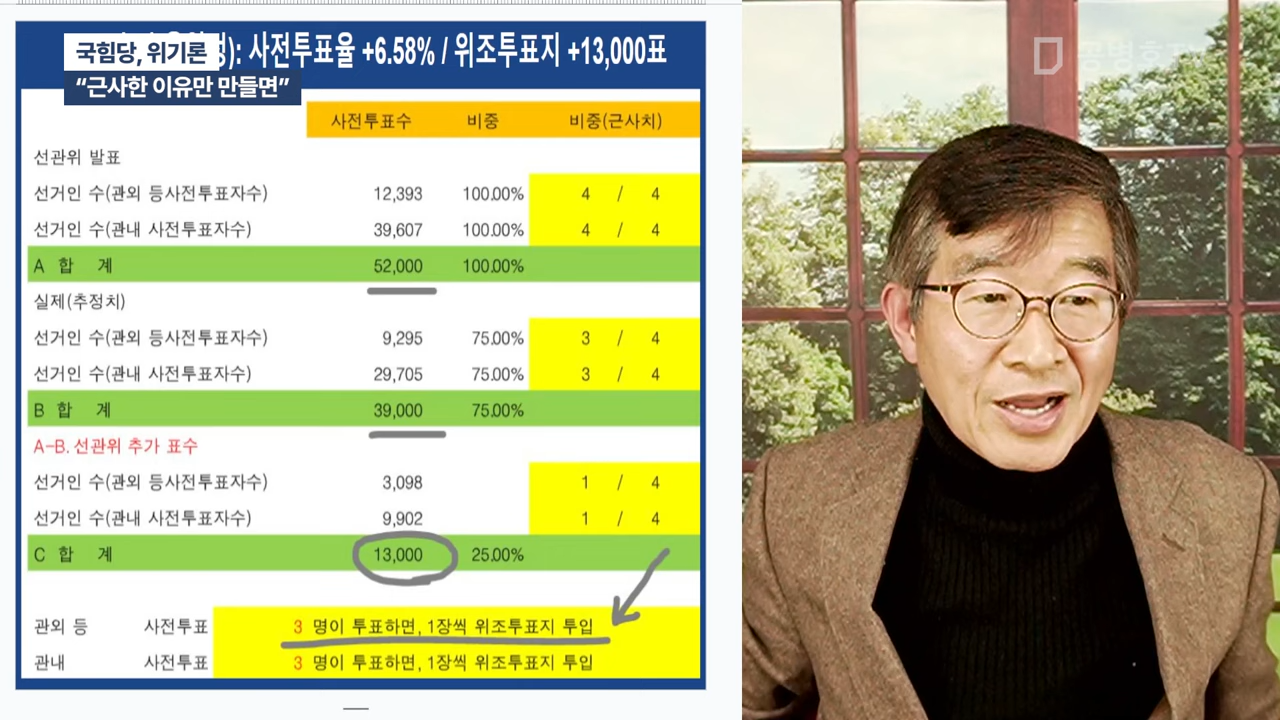 국힘당, 위기론
“근사한 이유만 만들면”
): 사전투표율 +6.58% / 위조투표지 +13,000표
사전투표수 비중 비중(근사치)
선관위 발표
선거인 수(관외 등사전투표자수) 12,393 100.00% 4 / 4
선거인 수(관내 사전투표자수) 39,607 100.00% 4 / 4
A 합 계 52,000 100.00%
실제(추정치)
선거인 수(관외 등사전투표자수) 9,295 75.00% 3 / 4
선거인 수(관내 사전투표자수) 29,705 75.00% 3 / 4
B 합 계 39,000 75.00%
A-B. 선관위 추가 표수
선거인 수(관외 등사전투표자수) 3,098 1 / 4
선거인 수(관내 사전투표자수) 9,902 1 / 4
C 합 계 13,000 25.00%
관외 등 사전투표 3 명이 투표하면, 1장씩 위조투표지 투입
관내 사전투표 3 명이 투표하면, 1장씩 위조투표지 투입
공병호